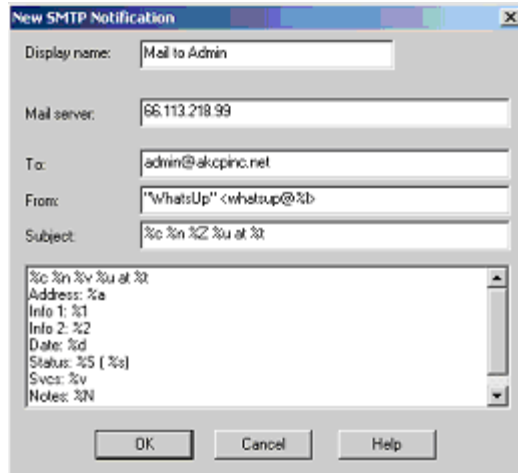 New SMTP Notification
Display name: Mail to Admin
Mail server: 66.113.218.99
To: admin@akcpinc.net
From: "WhatsUp" <whatsup@%I>
Subject: %c %n %Z %u at %t
%c %n %v %u at %t
Address: %a
Info 1: %1
Info 2: %2
Date: %d
Status: %S ( %s)
Svcs: %v
Notes: %N
OK Cancel Help